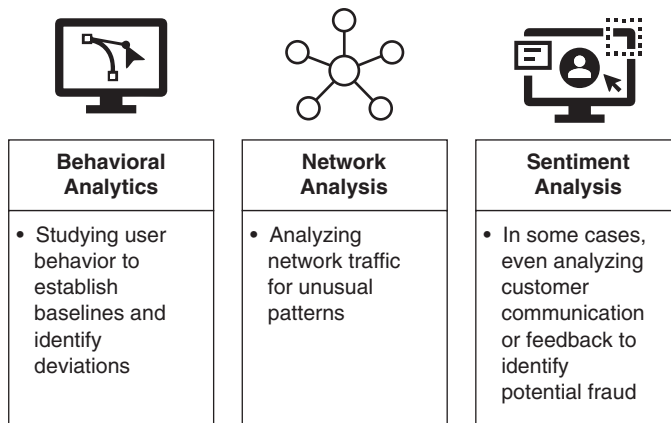 Behavioral
Analytics
• Studying user
behavior to
establish
baselines and
identify
deviations
Network
Analysis
• Analyzing
network traffic
for unusual
patterns
Sentiment
Analysis
• In some cases,
even analyzing
customer
communication
or feedback to
identify
potential fraud